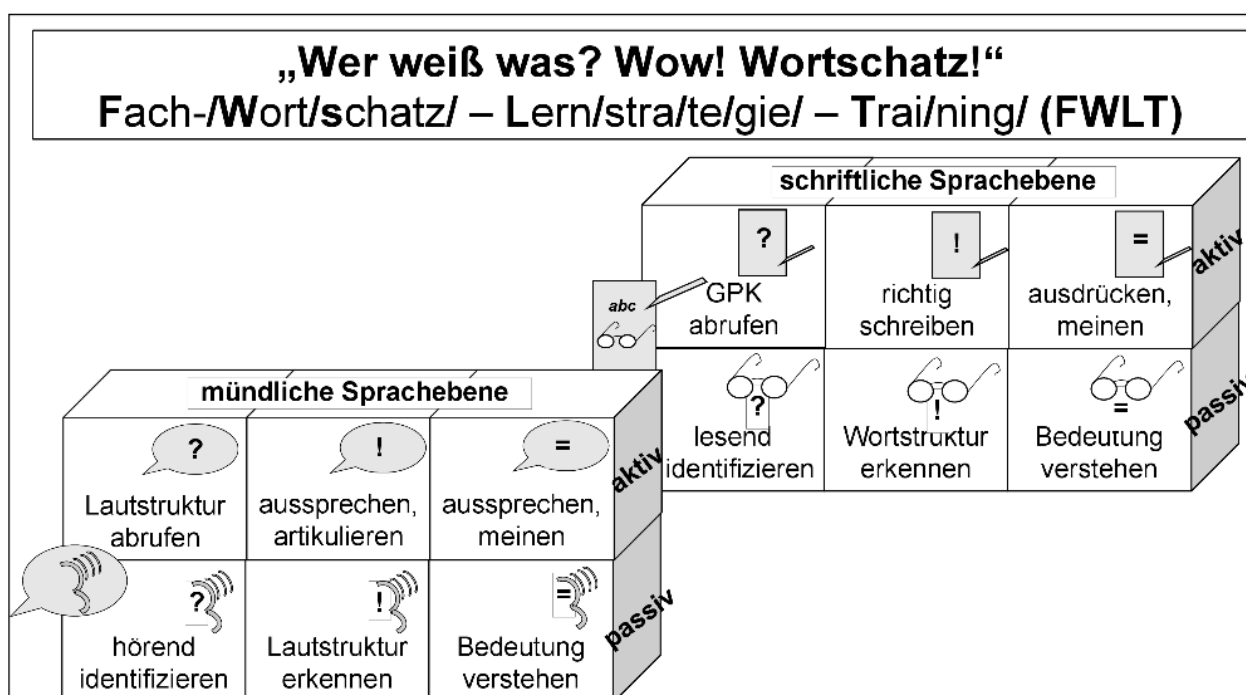 „Wer weiß was? Wow! Wortschatz!“
Fach-/Wort/schatz/ – Lern/stra/te/gie/ – Trai/ning/ (FWLT)
schriftliche Sprachebene
?
!
=
aktiv
abc
GPK
abrufen
richtig
schreiben
ausdrücken,
meinen
?
!
=
passiv
lesend
identifizieren
Wortstruktur
erkennen
Bedeutung
verstehen
mündliche Sprachebene
?
!
=
aktiv
Lautstruktur
abrufen
aussprechen,
artikulieren
aussprechen,
meinen
?
!
=
passiv
hörend
identifizieren
Lautstruktur
erkennen
Bedeutung
verstehen